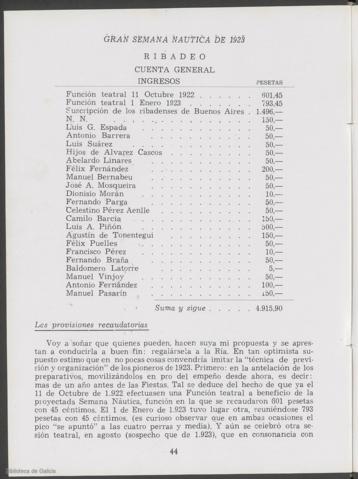 GRAN SEMANA NAUTICA DE 1923
RIBADEO
CUENTA GENERAL
INGRESOS PESETAS
Función teatral 11 Octubre 1922 . . . . . . 601,45
Función teatral 1 Enero 1923 . . . . . . . 793,45
Suscripción de los ribadenses de Buenos Aires . 1.496,—
N. N. . . . . . . . . . . . . 150,—
Luis G. Espada . . . . . . . . . . 50,—
Antonio Barrera . . . . . . . . . . 50,—
Luis Suárez . . . . . . . . . . . 50,—
Hijos de Alvarez Cascos . . . . . . . . 50,—
Abelardo Linares . . . . . . . . . . 50,—
Félix Fernández . . . . . . . . . . 200,—
Manuel Bernabeu . . . . . . . . . . 50,—
José A. Mosqueira . . . . . . . . . 50,—
Dionisio Morán . . . . . . . . . . 10,—
Fernando Parga . . . . . . . . . . 50,—
Celestino Pérez Aenlle . . . . . . . . 50,—
Camilo Barcia . . . . . . . . . . 150,—
Luis A. Piñón . . . . . . . . . . 500,—
Agustín de Tonentegui . . . . . . . . 150,—
Félix Puelles . . . . . . . . . . 50,—
Francisco Pérez . . . . . . . . . . 10,—
Fernando Braña . . . . . . . . . . 50,—
Baldomero Latorre . . . . . . . . . 5,—
Manuel Vinjoy . . . . . . . . . . 50,—
Antonio Fernández . . . . . . . . . 100,—
Manuel Pasarín . . . . . . . . . . 150,—
Suma y sigue . . . . . 4.915,90
Las provisiones recaudatorias
Voy a soñar que quienes pueden, hacen suya mi propuesta y se apres-
tan a conducirla a buen fin: regalársela a la Ría. En tan optimista su-
puesto estimo que en no pocas cosas convendría imitar la "técnica de previ-
sión y organización" de los pioneros de 1923. Primero: en la antelación de los
preparativos, movilizándolos en pro del empeño desde ahora, es decir:
mas de un año antes de las Fiestas. Tal se deduce del hecho de que ya el
11 de Octubre de 1.922 efectuasen una Función teatral a beneficio de la
proyectada Semana Náutica, función en la que se recaudaron 601 pesetas
con 45 céntimos. El 1 de Enero de 1.923 tuvo lugar otra, reuniéndose 793
pesetas con 45 céntimos. (es curioso observar que en ambas ocasiones el
pico "se apuntó" a las cuatro perras y media). Y aún se celebró otra se-
sión teatral, en agosto (sospecho que de 1.923), que en consonancia con
44
Biblioteca de Galicia